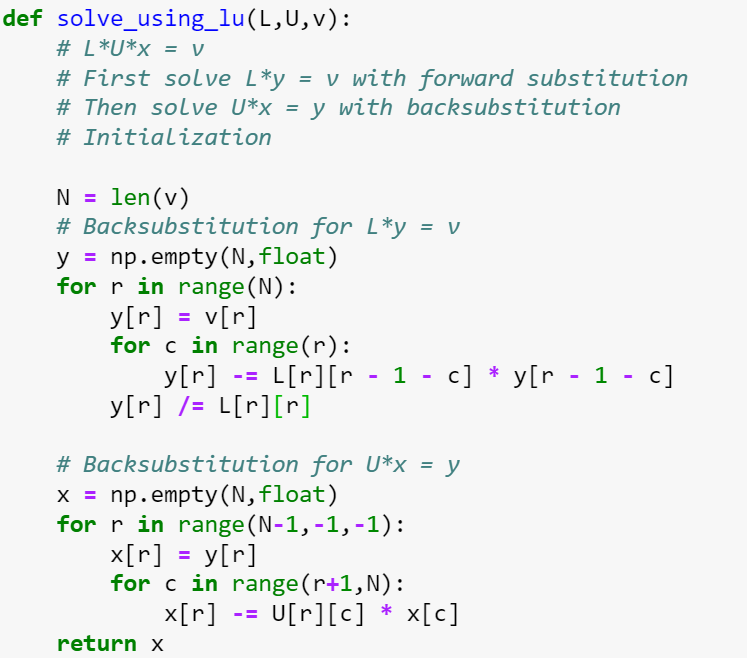 def solve_using_lu(L,U,v):
    # L*U*x = v
    # First solve L*y = v with forward substitution
    # Then solve U*x = y with backsubstitution
    # Initialization

    N = len(v)
    # Backsubstitution for L*y = v
    y = np.empty(N,float)
    for r in range(N):
        y[r] = v[r]
        for c in range(r):
            y[r] -= L[r][r - 1 - c] * y[r - 1 - c]
        y[r] /= L[r][r]

    # Backsubstitution for U*x = y
    x = np.empty(N,float)
    for r in range(N-1,-1,-1):
        x[r] = y[r]
        for c in range(r+1,N):
            x[r] -= U[r][c] * x[c]
    return x